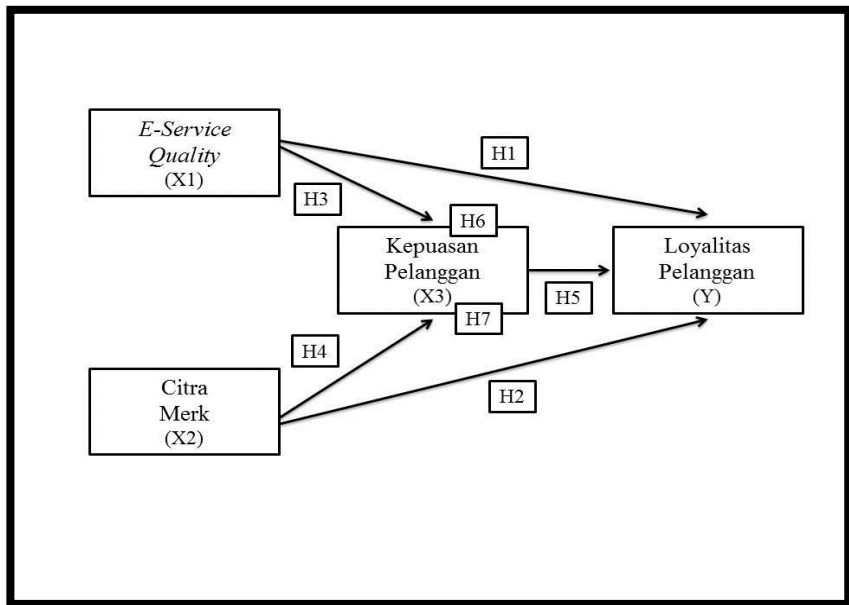 E-Service
Quality
(X1)
H1
H3
H6
Kepuasan
Pelanggan
(X3)
Loyalitas
Pelanggan
(Y)
H5
H7
H4
Citra
Merk
(X2)
H2